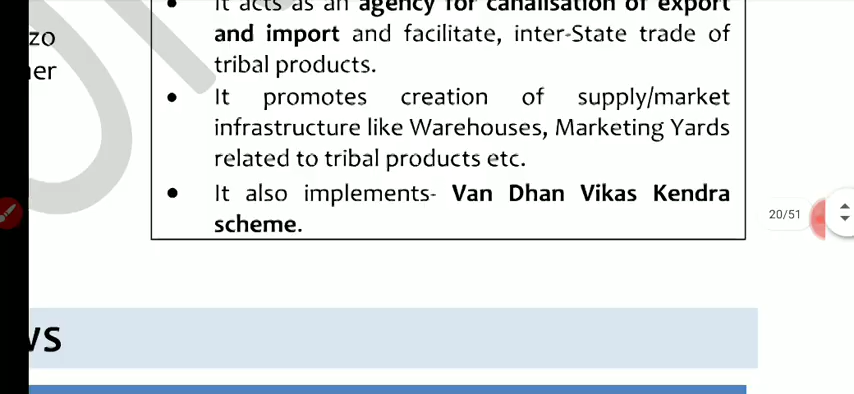 zo
er
It acts as an agency for canalisation of export
and import and facilitate, inter-State trade of
tribal products.
• It promotes creation of supply/market
infrastructure like Warehouses, Marketing Yards
related to tribal products etc.
• It also implements- Van Dhan Vikas Kendra
scheme.
20/51
WS